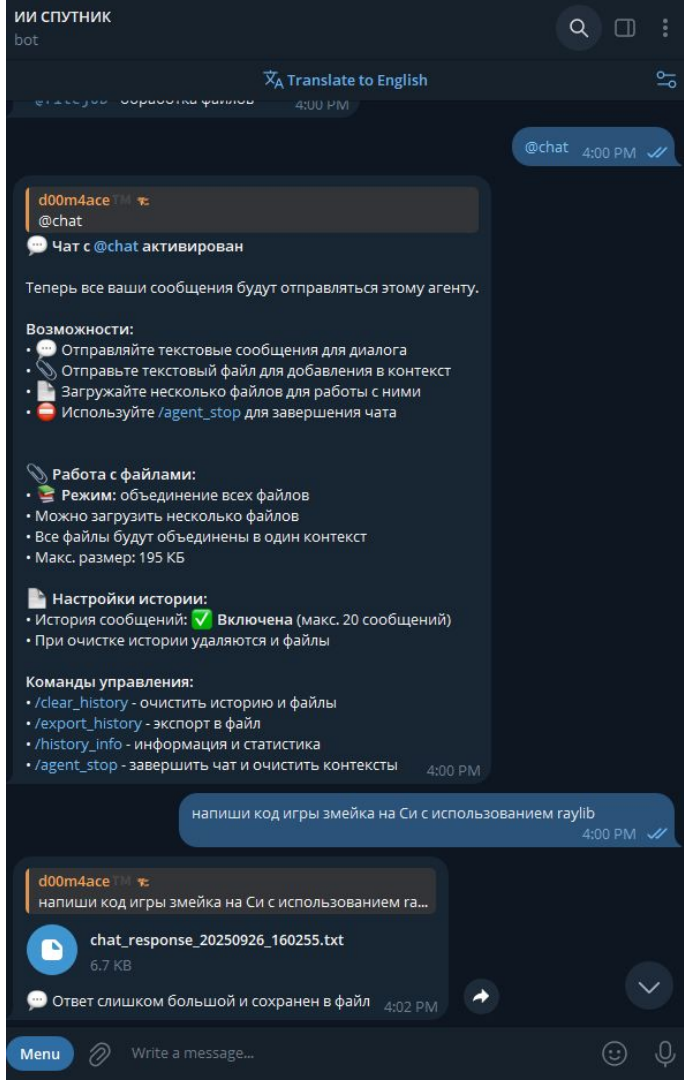 ИИ СПУТНИК
bot
Translate to English
обработка файлов 4:00 PM
@chat 4:00 PM
d00m4ace™
@chat
💬 Чат с @chat активирован
Теперь все ваши сообщения будут отправляться этому агенту.
Возможности:
• 💬 Отправляйте текстовые сообщения для диалога
• 📎 Отправьте текстовый файл для добавления в контекст
• 📄 Загружайте несколько файлов для работы с ними
• ⛔ Используйте /agent_stop для завершения чата
📎 Работа с файлами:
• 📚 Режим: объединение всех файлов
• Можно загрузить несколько файлов
• Все файлы будут объединены в один контекст
• Макс. размер: 195 КБ
📄 Настройки истории:
• История сообщений: ✅ Включена (макс. 20 сообщений)
• При очистке истории удаляются и файлы
Команды управления:
• /clear_history - очистить историю и файлы
• /export_history - экспорт в файл
• /history_info - информация и статистика
• /agent_stop - завершить чат и очистить контексты 4:00 PM
напиши код игры змейка на Си с использованием raylib
4:00 PM
d00m4ace™
напиши код игры змейка на Си с использованием ra...
chat_response_20250926_160255.txt
6.7 KB
💬 Ответ слишком большой и сохранен в файл 4:02 PM
Menu
Write a message...